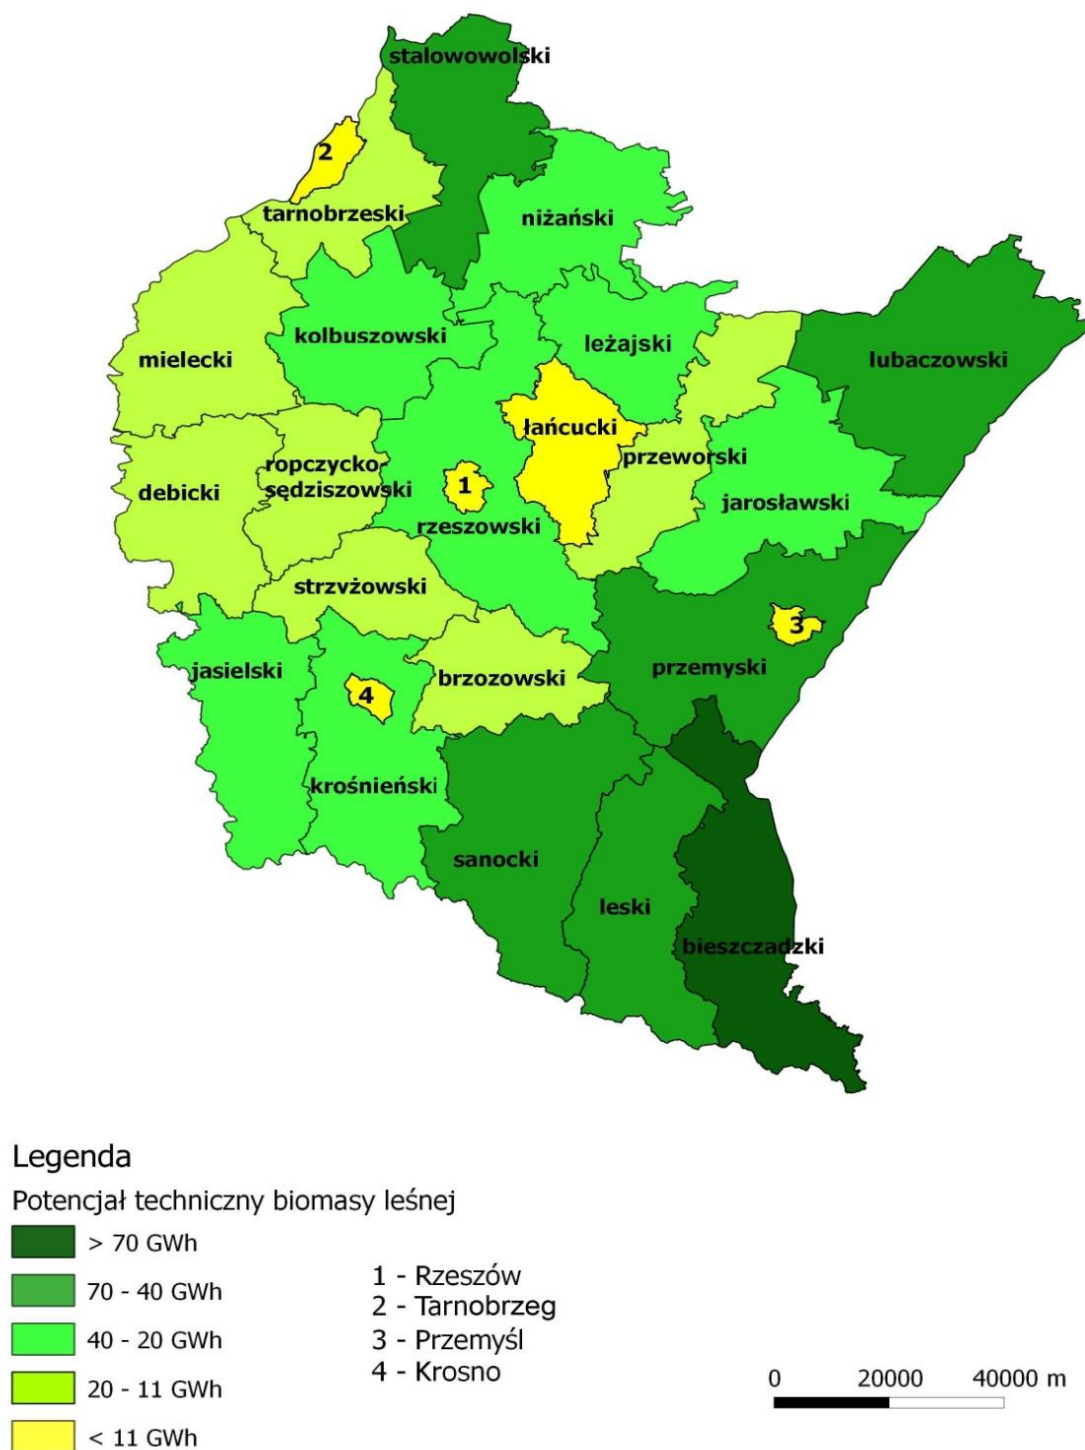 stalowowolski
2
tarnobrzeski
niżański
kolbuszowski
leżajski
mielecki
lubaczowski
łańcucki
ropczycko-
sędziszowski
przeworski
debicki
1
jarosławski
rzeszowski
strzvżowski
3
jasielski
brzozowski
przemyski
4
krośnieński
sanocki
leski
bieszczadzki
Legenda
Potencjał techniczny biomasy leśnej
> 70 GWh
70 - 40 GWh
40 - 20 GWh
20 - 11 GWh
< 11 GWh
1 - Rzeszów
2 - Tarnobrzeg
3 - Przemyśl
4 - Krosno
0 20000 40000 m